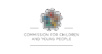 COMMISSION FOR CHILDREN
AND YOUNG PEOPLE